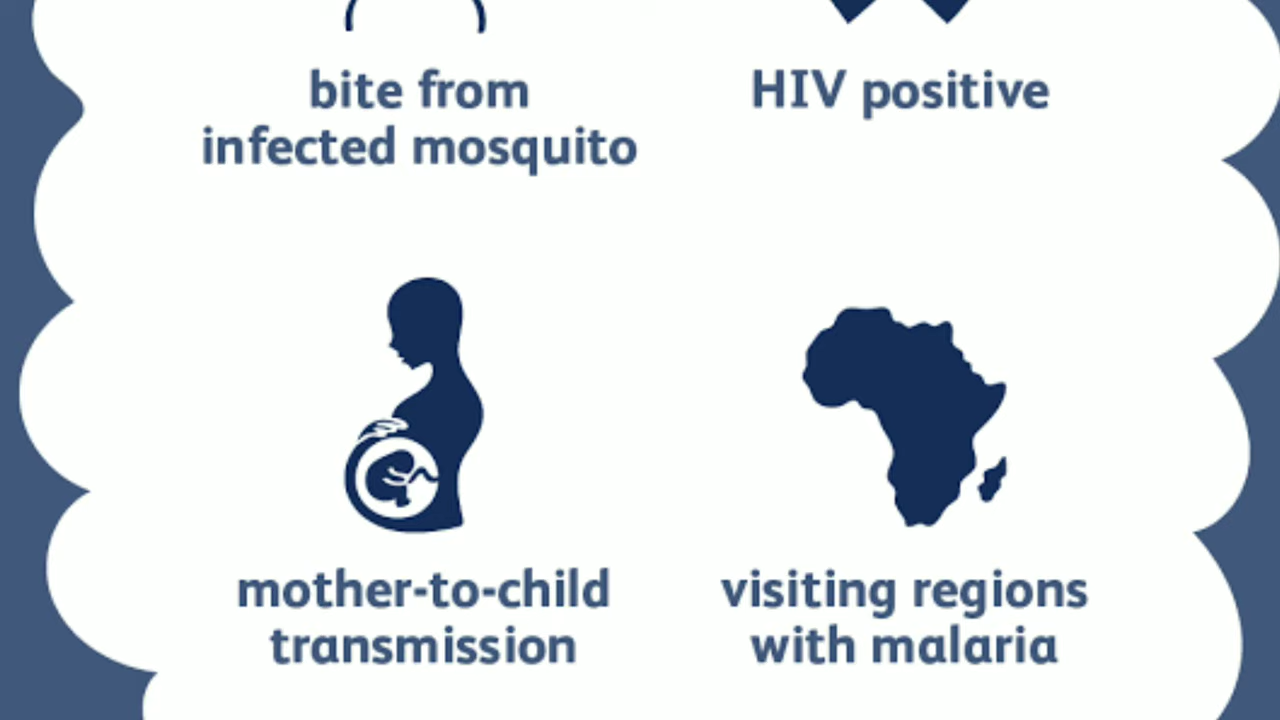 bite from
infected mosquito
HIV positive
mother-to-child
transmission
visiting regions
with malaria